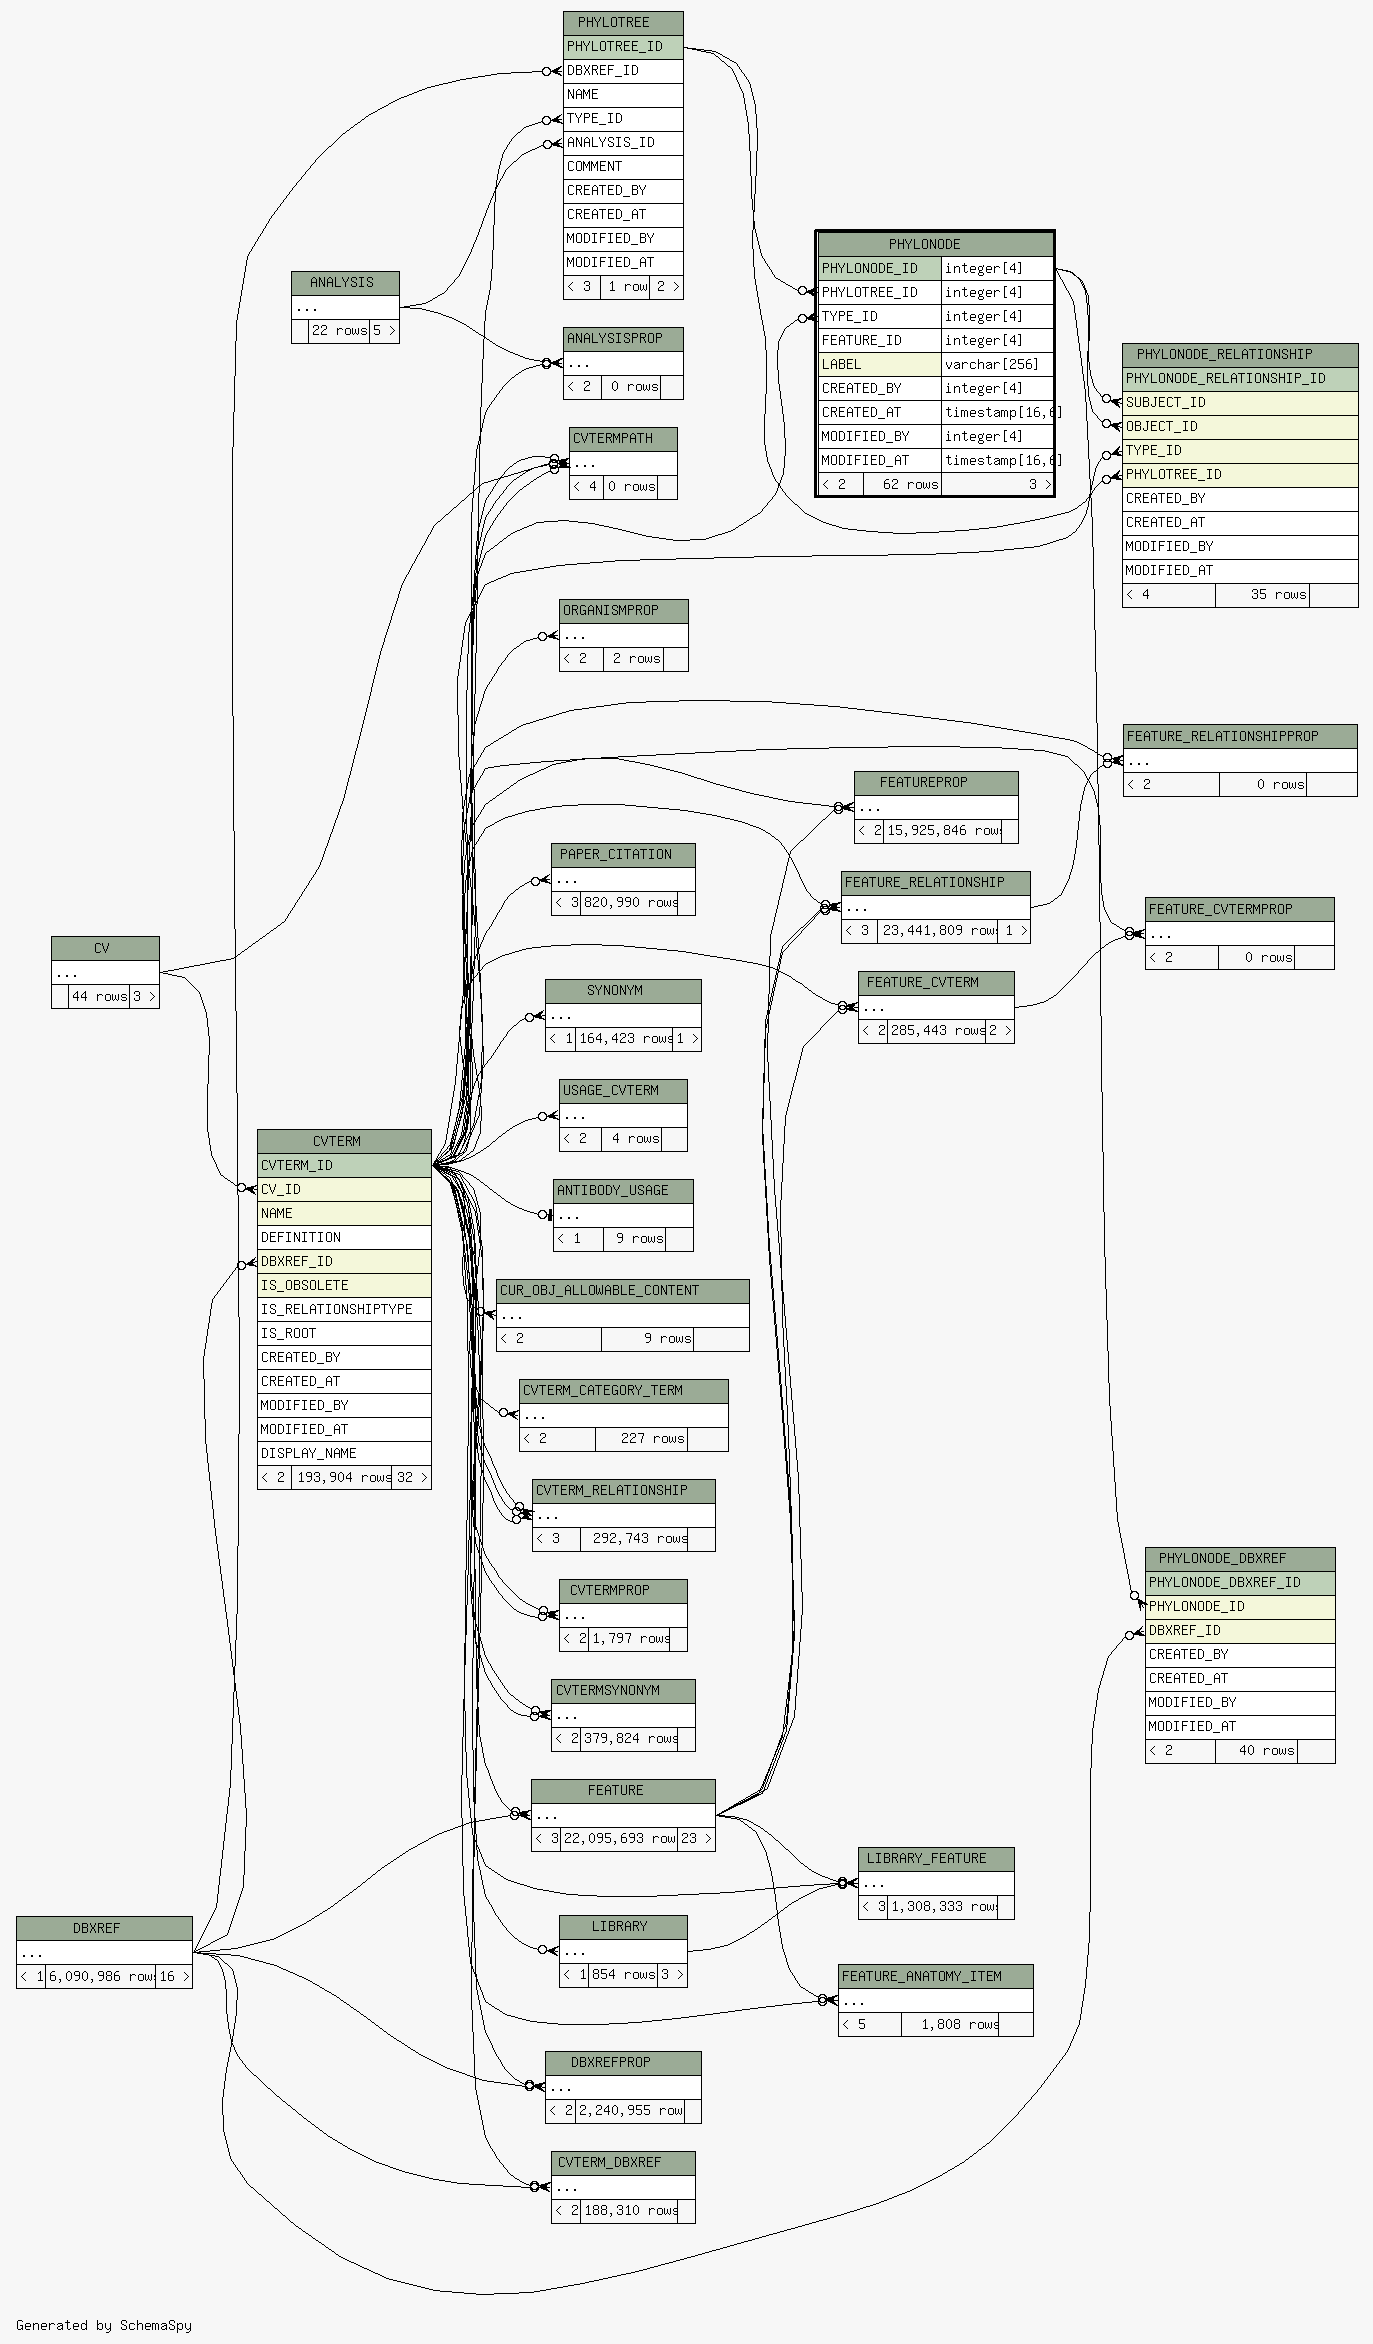 PHYLOTREE
PHYLOTREE_ID
DBXREF_ID
NAME
TYPE_ID
ANALYSIS_ID
COMMENT
CREATED_BY
CREATED_AT
MODIFIED_BY
MODIFIED_AT
< 3 1 row 2 >
PHYLONODE
PHYLONODE_ID integer[4]
PHYLOTREE_ID integer[4]
TYPE_ID integer[4]
FEATURE_ID integer[4]
LABEL varchar[256]
CREATED_BY integer[4]
CREATED_AT timestamp[16,6]
MODIFIED_BY integer[4]
MODIFIED_AT timestamp[16,6]
< 2 62 rows 3 >
ANALYSIS
...
22 rows 5 >
ANALYSISPROP
...
< 2 0 rows
PHYLONODE_RELATIONSHIP
PHYLONODE_RELATIONSHIP_ID
SUBJECT_ID
OBJECT_ID
TYPE_ID
PHYLOTREE_ID
CREATED_BY
CREATED_AT
MODIFIED_BY
MODIFIED_AT
< 4 35 rows
CVTERMPATH
...
< 4 0 rows
ORGANISMPROP
...
< 2 2 rows
FEATURE_RELATIONSHIPPROP
...
< 2 0 rows
FEATUREPROP
...
< 2 15,925,846 rows
PAPER_CITATION
...
< 3 820,990 rows
FEATURE_RELATIONSHIP
...
< 3 23,441,809 rows 1 >
FEATURE_CVTERMPROP
...
< 2 0 rows
CV
...
44 rows 3 >
FEATURE_CVTERM
...
< 2 285,443 rows 2 >
SYNONYM
...
< 1 164,423 rows 1 >
USAGE_CVTERM
...
< 2 4 rows
CVTERM
CVTERM_ID
CV_ID
NAME
DEFINITION
DBXREF_ID
IS_OBSOLETE
IS_RELATIONSHIPTYPE
IS_ROOT
CREATED_BY
CREATED_AT
MODIFIED_BY
MODIFIED_AT
DISPLAY_NAME
< 2 193,904 rows 32 >
ANTIBODY_USAGE
...
< 1 9 rows
CUR_OBJ_ALLOWABLE_CONTENT
...
< 2 9 rows
CVTERM_CATEGORY_TERM
...
< 2 227 rows
CVTERM_RELATIONSHIP
...
< 3 292,743 rows
PHYLONODE_DBXREF
PHYLONODE_DBXREF_ID
PHYLONODE_ID
DBXREF_ID
CREATED_BY
CREATED_AT
MODIFIED_BY
MODIFIED_AT
< 2 40 rows
CVTERMPROP
...
< 2 1,797 rows
CVTERMSYNONYM
...
< 2 379,824 rows
FEATURE
...
< 3 22,095,693 row 23 >
LIBRARY_FEATURE
...
< 3 1,308,333 rows
DBXREF
...
< 1 6,090,986 rows 16 >
LIBRARY
...
< 1 854 rows 3 >
FEATURE_ANATOMY_ITEM
...
< 5 1,808 rows
DBXREFPROP
...
< 2 2,240,955 row
CVTERM_DBXREF
...
< 2 188,310 rows
Generated by SchemaSpy